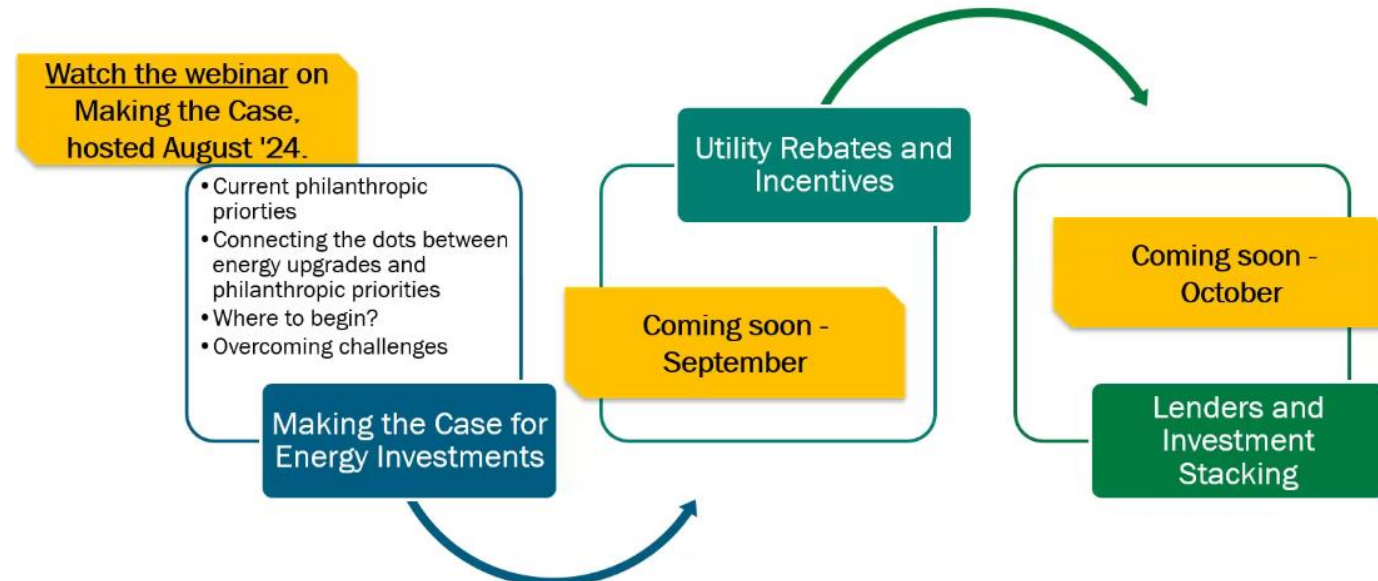 Watch the webinar on
Making the Case,
hosted August '24.
• Current philanthropic
priorties
• Connecting the dots between
energy upgrades and
philanthropic priorities
• Where to begin?
• Overcoming challenges
Making the Case for
Energy Investments
Utility Rebates and
Incentives
Coming soon -
September
Coming soon -
October
Lenders and
Investment
Stacking